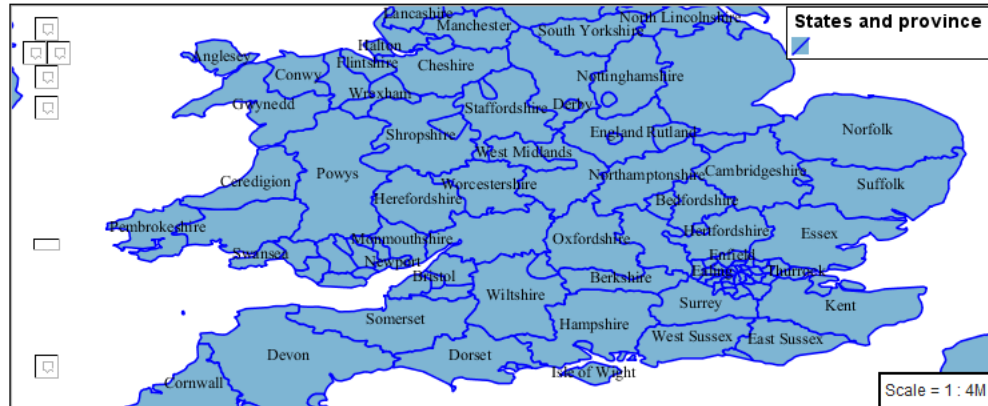 States and province
Lancashire
Manchester
North Lincolnshire
South Yorkshire
Halton
Anglesey
Flintshire
Cheshire
Conwy
Nottinghamshire
Wrexham
Gwynedd
Staffordshire
Derby
Shropshire
England
Rutland
Norfolk
West Midlands
Powys
Ceredigion
Worcestershire
Northamptonshire
Cambridgeshire
Suffolk
Herefordshire
Bedfordshire
Pembrokeshire
Monmouthshire
Oxfordshire
Hertfordshire
Essex
Swansea
Newport
Enfield
Bristol
Berkshire
Thurrock
Wiltshire
Surrey
Kent
Somerset
Hampshire
West Sussex
East Sussex
Devon
Dorset
Isle of Wight
Cornwall
Scale = 1 : 4M